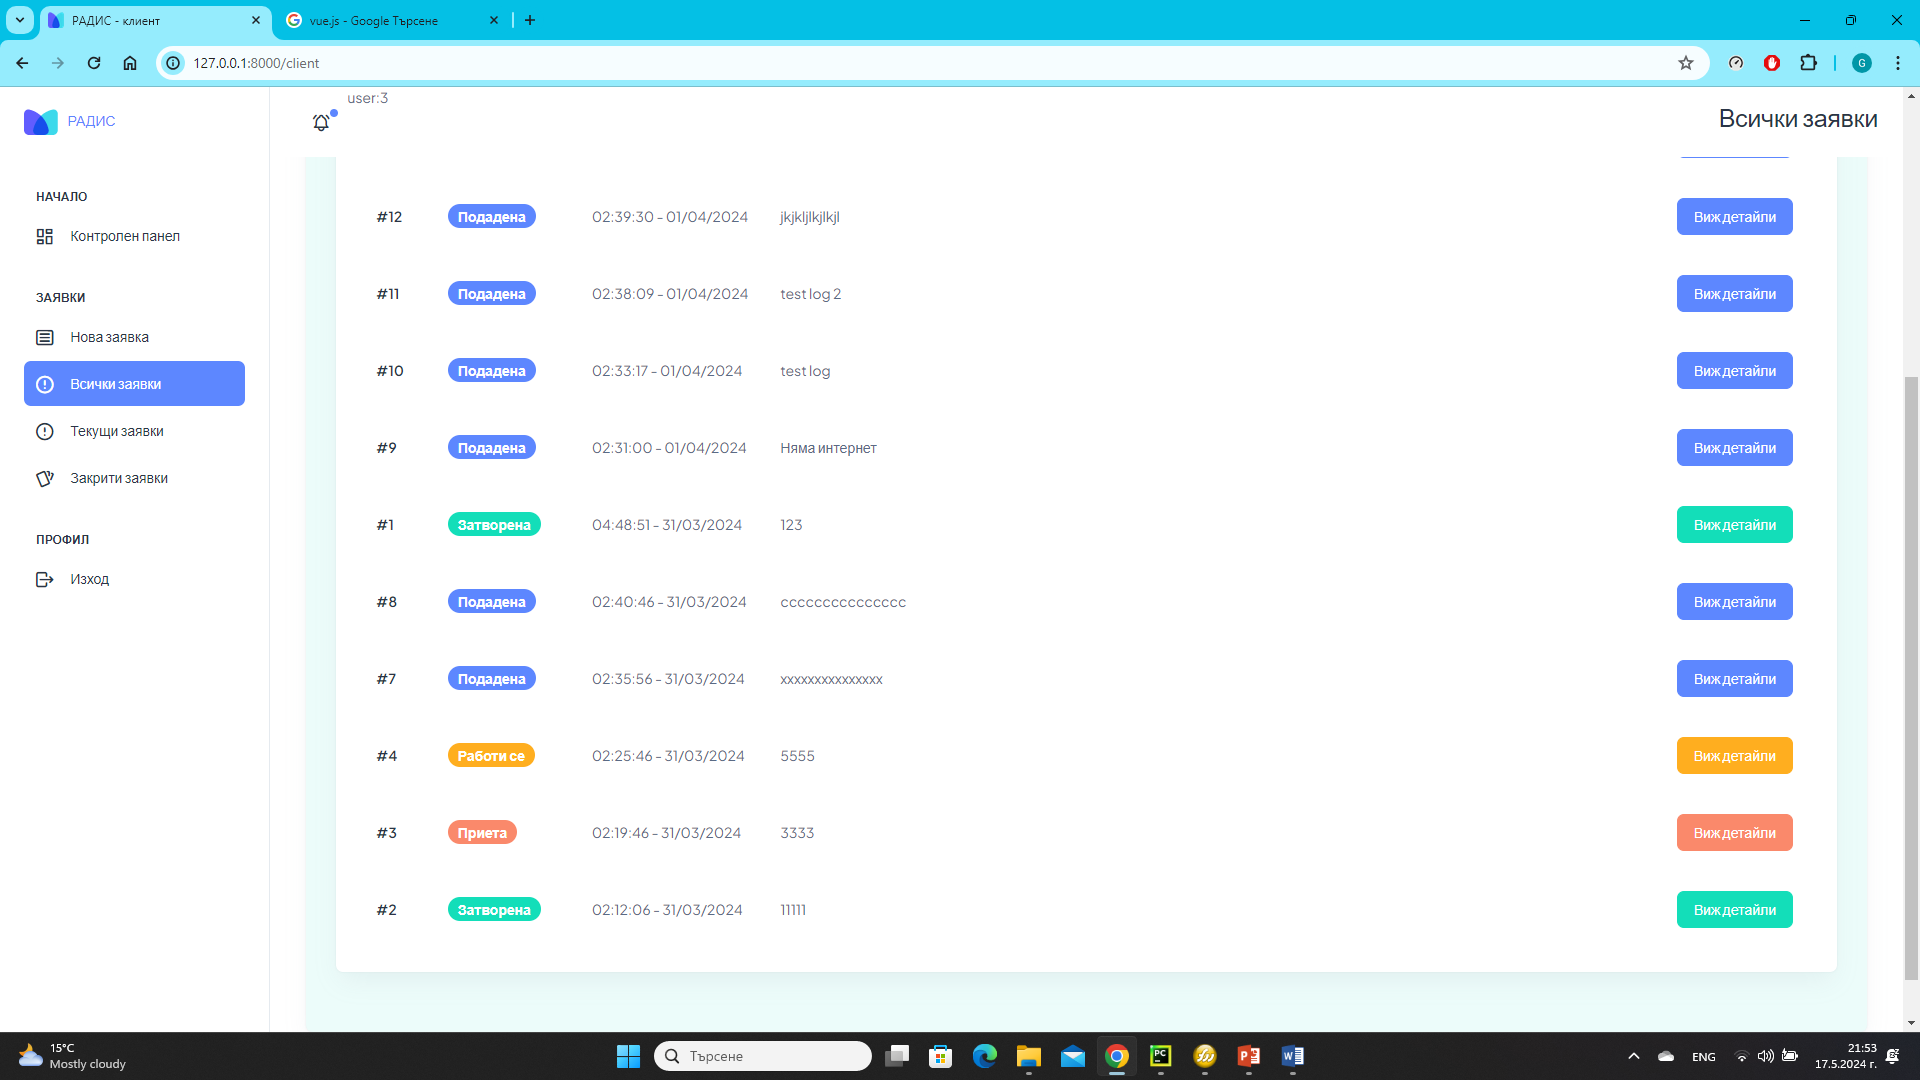 РАДИС - клиент
vue.js - Google Търсене
127.0.0.1:8000/client
G
РАДИС
user:3
Всички заявки
НАЧАЛО
Контролен панел
ЗАЯВКИ
Нова заявка
Всички заявки
Текущи заявки
Закрити заявки
ПРОФИЛ
Изход
#12 Подадена 02:39:30 - 01/04/2024 jkjkljlkjlkjl Виж детайли
#11 Подадена 02:38:09 - 01/04/2024 test log 2 Виж детайли
#10 Подадена 02:33:17 - 01/04/2024 test log Виж детайли
#9 Подадена 02:31:00 - 01/04/2024 Няма интернет Виж детайли
#1 Затворена 04:48:51 - 31/03/2024 123 Виж детайли
#8 Подадена 02:40:46 - 31/03/2024 ccccccccccccccc Виж детайли
#7 Подадена 02:35:56 - 31/03/2024 xxxxxxxxxxxxxxx Виж детайли
#4 Работи се 02:25:46 - 31/03/2024 5555 Виж детайли
#3 Приета 02:19:46 - 31/03/2024 3333 Виж детайли
#2 Затворена 02:12:06 - 31/03/2024 11111 Виж детайли
15°C
Mostly cloudy
Търсене
ENG
21:53
17.5.2024 г.